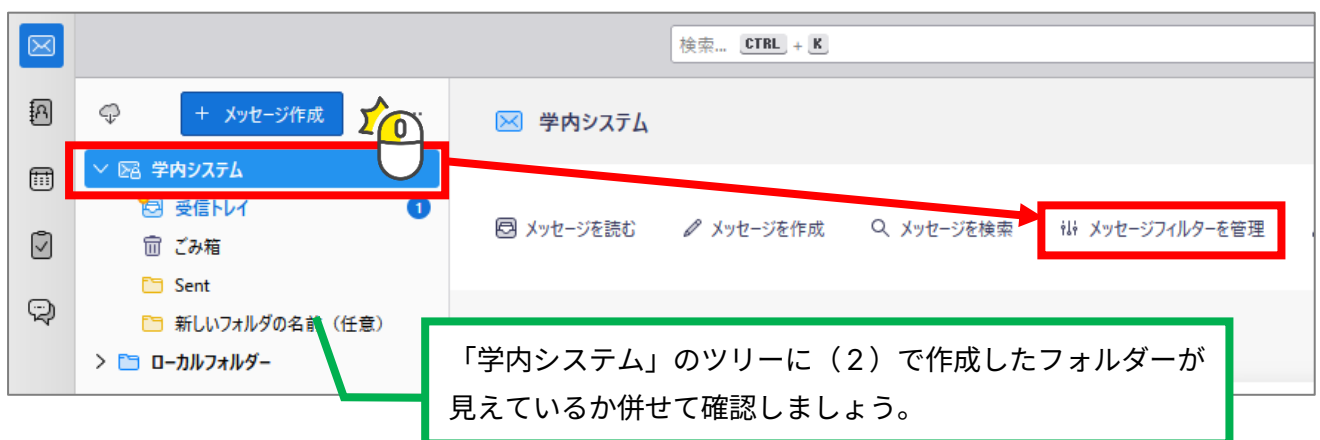 検索... CTRL + K
+ メッセージ作成
学内システム
学内システム
受信トレイ 1
メッセージを読む メッセージを作成 メッセージを検索 メッセージフィルターを管理
ごみ箱
Sent
新しいフォルダの名前（任意）
ローカルフォルダー
「学内システム」のツリーに（２）で作成したフォルダーが
見えているか併せて確認しましょう。